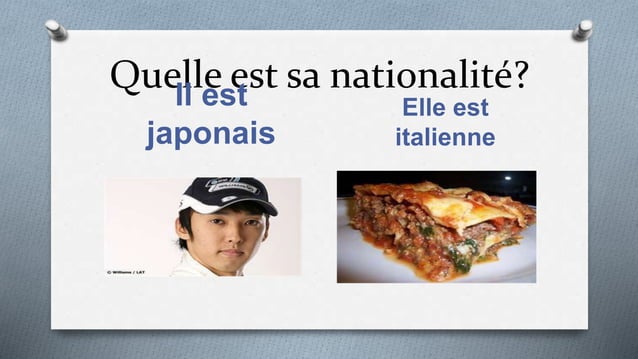 Quelle est sa nationalité?
Il est
japonais
Elle est
italienne
© Williams / LAT